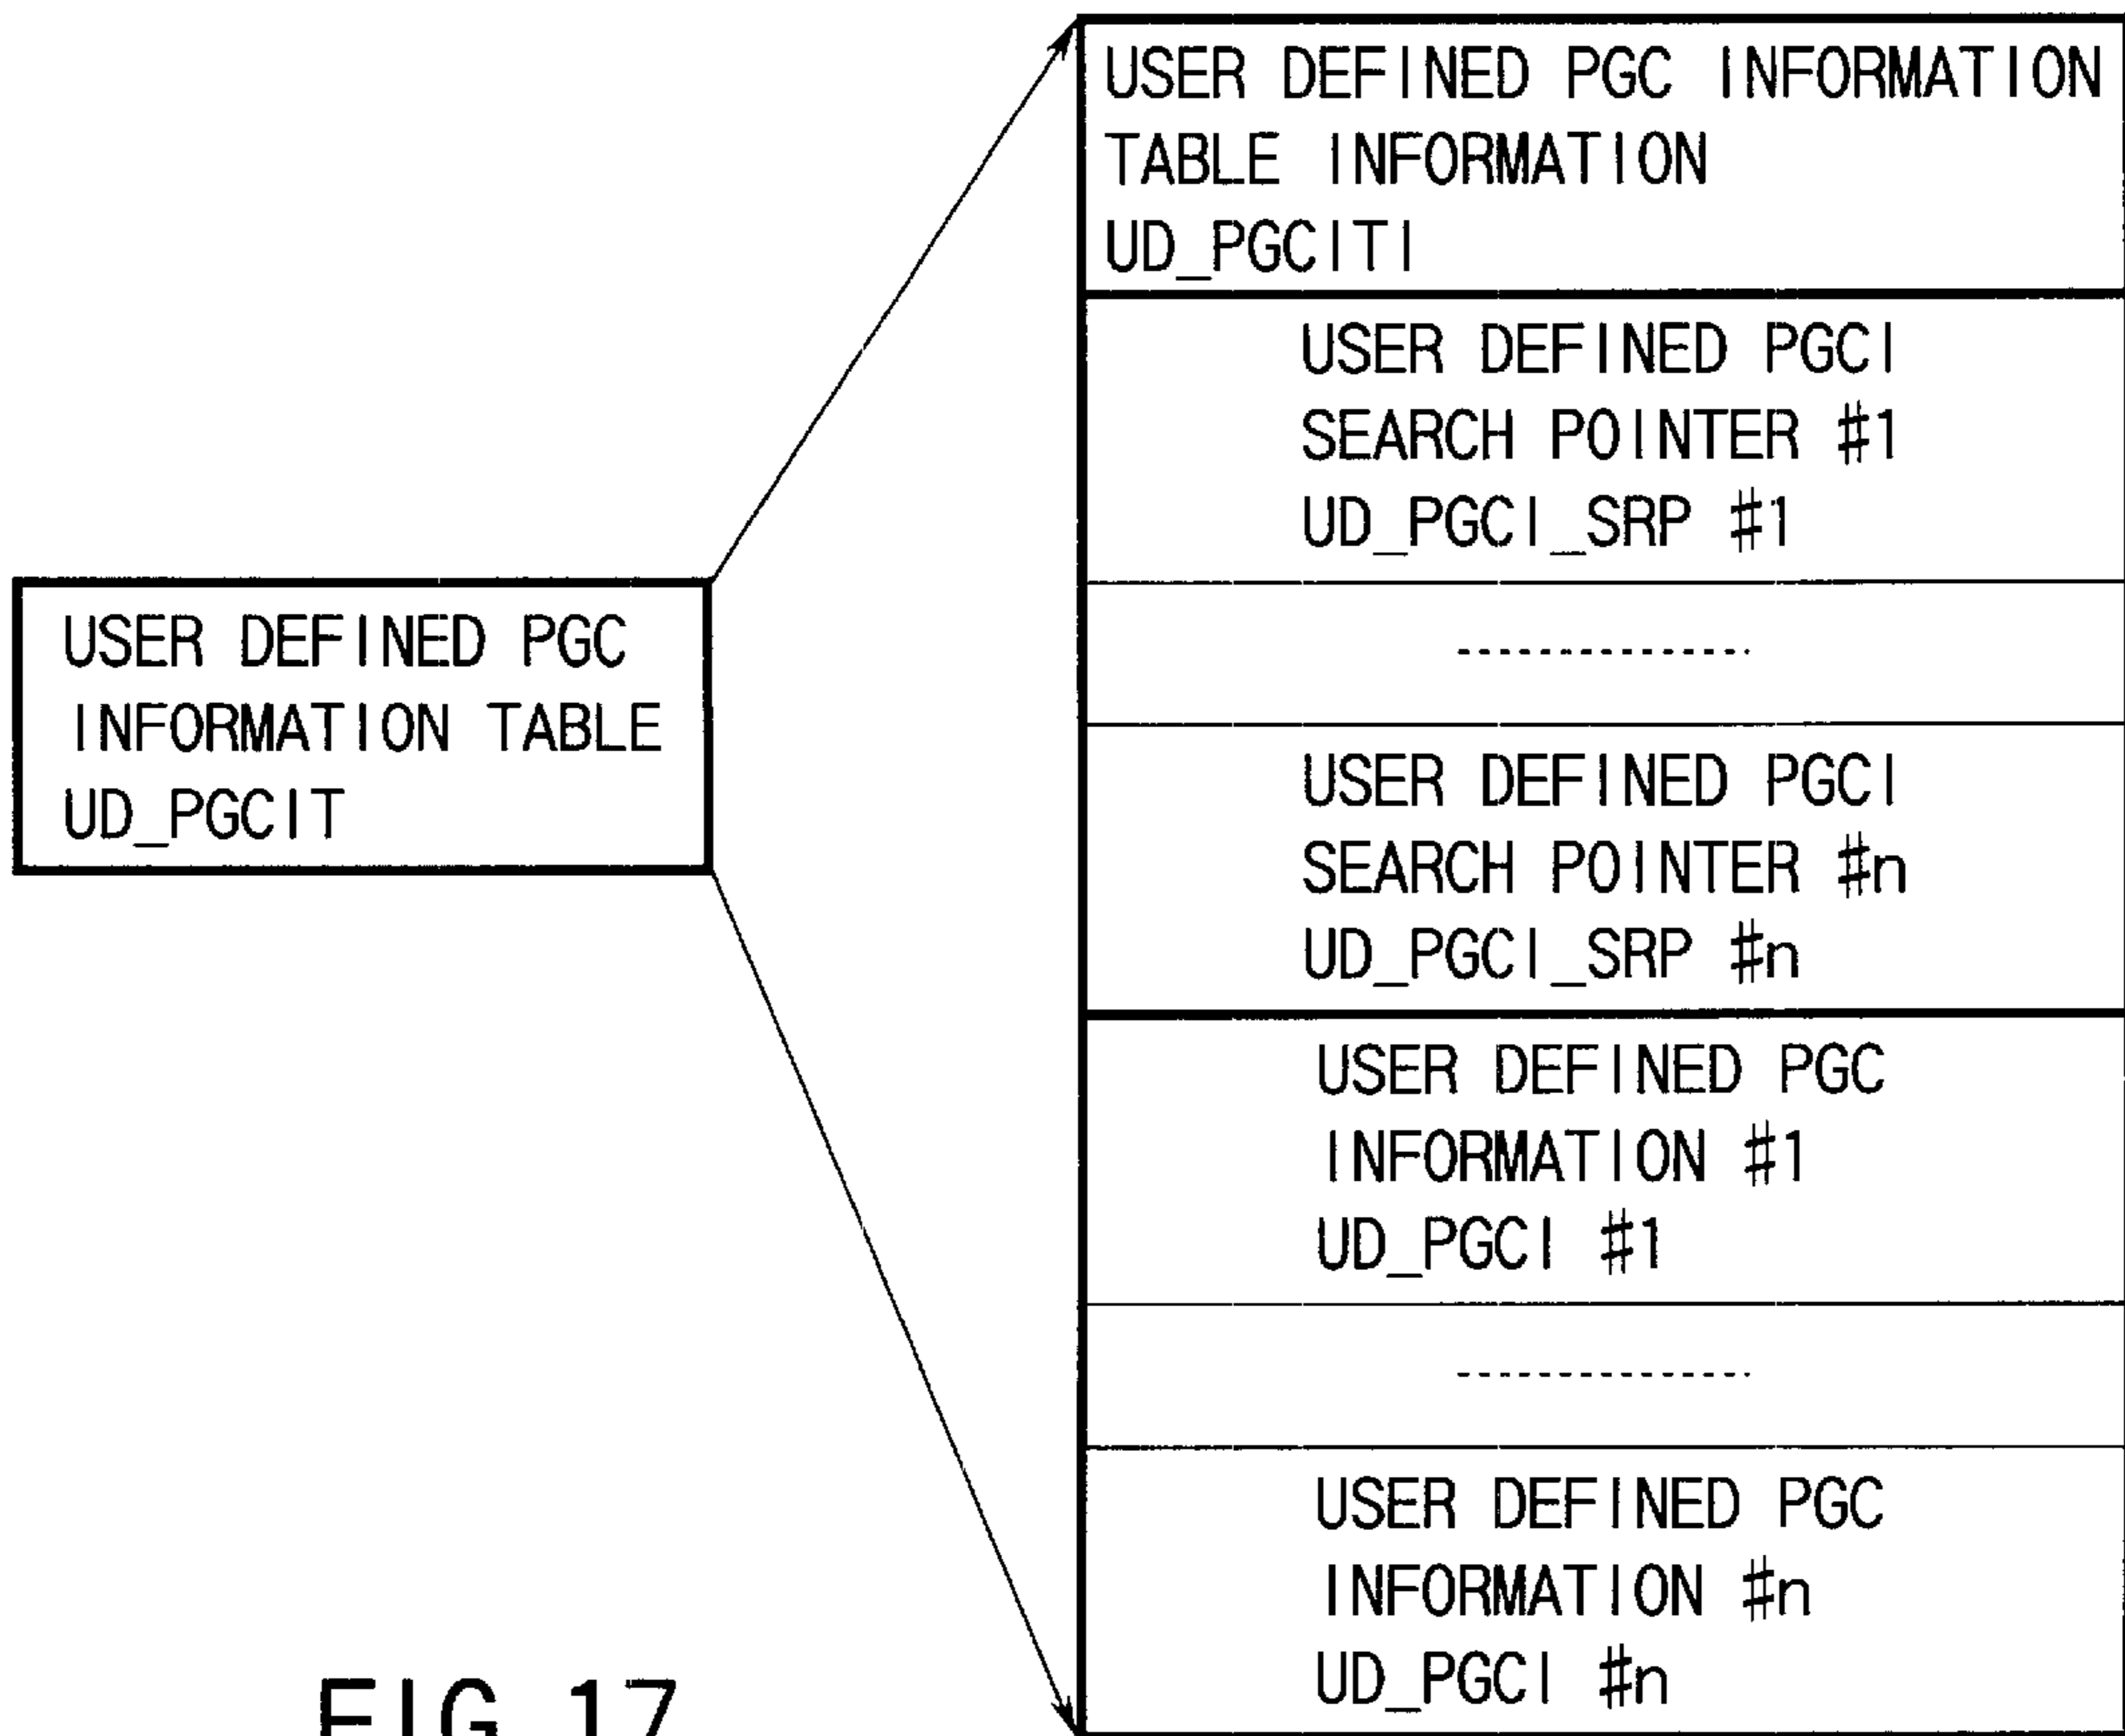 USER DEFINED PGC
INFORMATION TABLE
UD_PGCIT
USER DEFINED PGC INFORMATION
TABLE INFORMATION
UD_PGCITI
USER DEFINED PGCI
SEARCH POINTER #1
UD_PGCI_SRP #1
USER DEFINED PGCI
SEARCH POINTER #n
UD_PGCI_SRP #n
USER DEFINED PGC
INFORMATION #1
UD_PGCI #1
USER DEFINED PGC
INFORMATION #n
UD_PGCI #n
FIG. 17